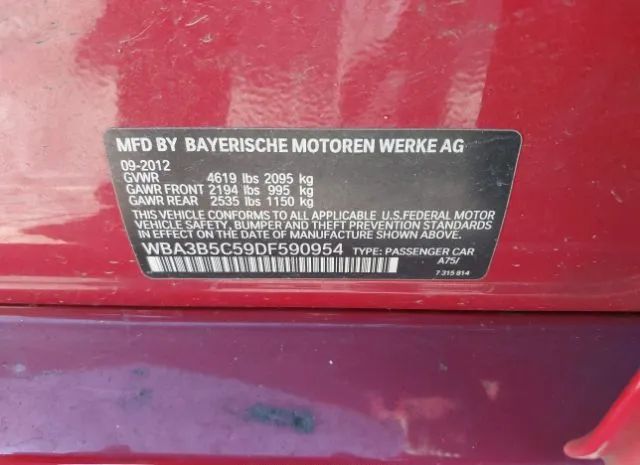 MFD BY BAYERISCHE MOTOREN WERKE AG
09-2012
GVWR 4619 lbs 2095 kg
GAWR FRONT 2194 lbs 995 kg
GAWR REAR 2535 lbs 1150 kg
THIS VEHICLE CONFORMS TO ALL APPLICABLE U.S.FEDERAL MOTOR
VEHICLE SAFETY, BUMPER, AND THEFT PREVENTION STANDARDS
IN EFFECT ON THE DATE OF MANUFACTURE SHOWN ABOVE.
WBA3B5C59DF590954 TYPE: PASSENGER CAR
A75/
7 315 814